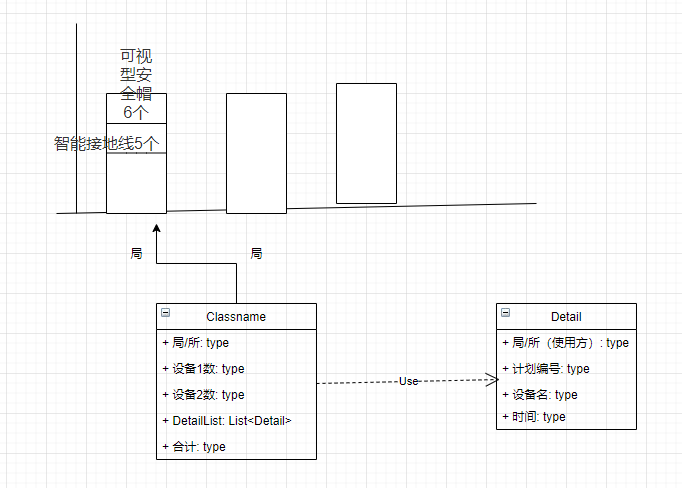 可视
型安
全帽
6个
智能接地线5个
局
局
Classname
+ 局/所: type
+ 设备1数: type
+ 设备2数: type
+ DetailList: List<Detail>
+ 合计: type
Use
Detail
+ 局/所（使用方）: type
+ 计划编号: type
+ 设备名: type
+ 时间: type